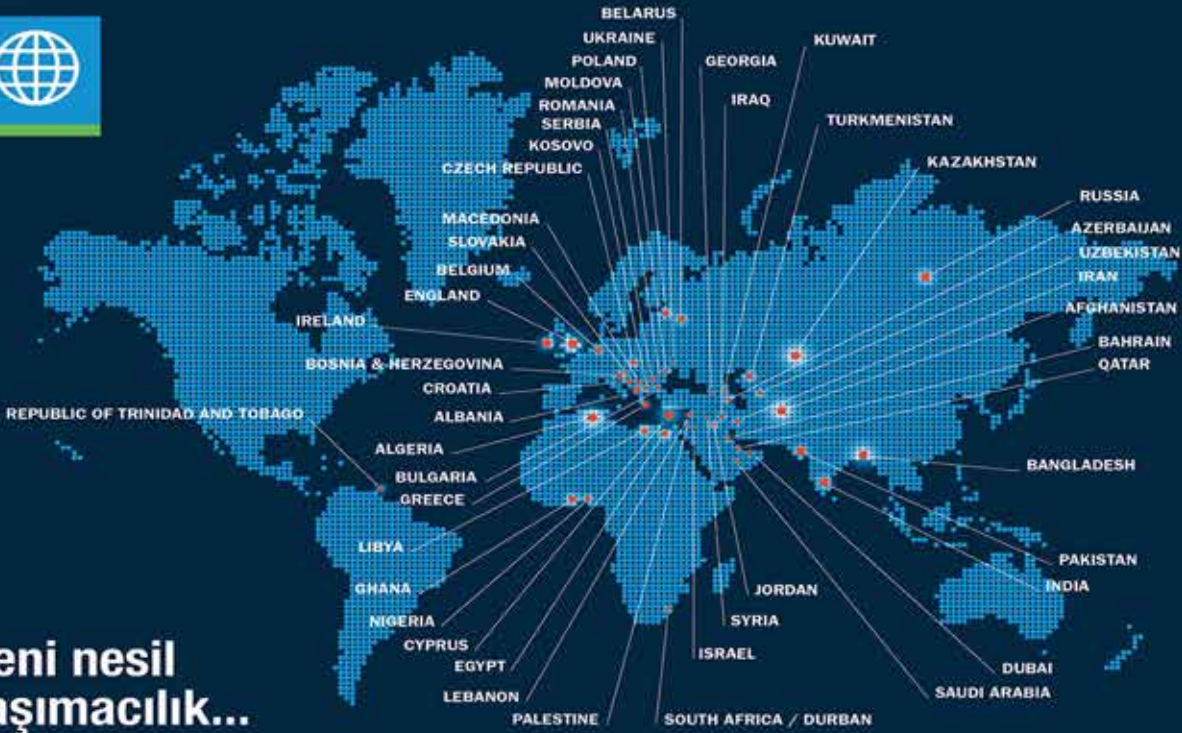 BELARUS
UKRAINE
KUWAIT
POLAND
GEORGIA
MOLDOVA
IRAQ
ROMANIA
TURKMENISTAN
SERBIA
KOSOVO
KAZAKHSTAN
CZECH REPUBLIC
RUSSIA
MACEDONIA
AZERBAIJAN
SLOVAKIA
UZBEKISTAN
BELGIUM
IRAN
ENGLAND
AFGHANISTAN
IRELAND
BAHRAIN
BOSNIA & HERZEGOVINA
QATAR
CROATIA
REPUBLIC OF TRINIDAD AND TOBAGO
ALBANIA
ALGERIA
BANGLADESH
BULGARIA
GREECE
LIBYA
PAKISTAN
GHANA
INDIA
JORDAN
NIGERIA
SYRIA
CYPRUS
ISRAEL
EGYPT
DUBAI
LEBANON
SAUDI ARABIA
PALESTINE
SOUTH AFRICA / DURBAN
eni nesil
aşımacılık...